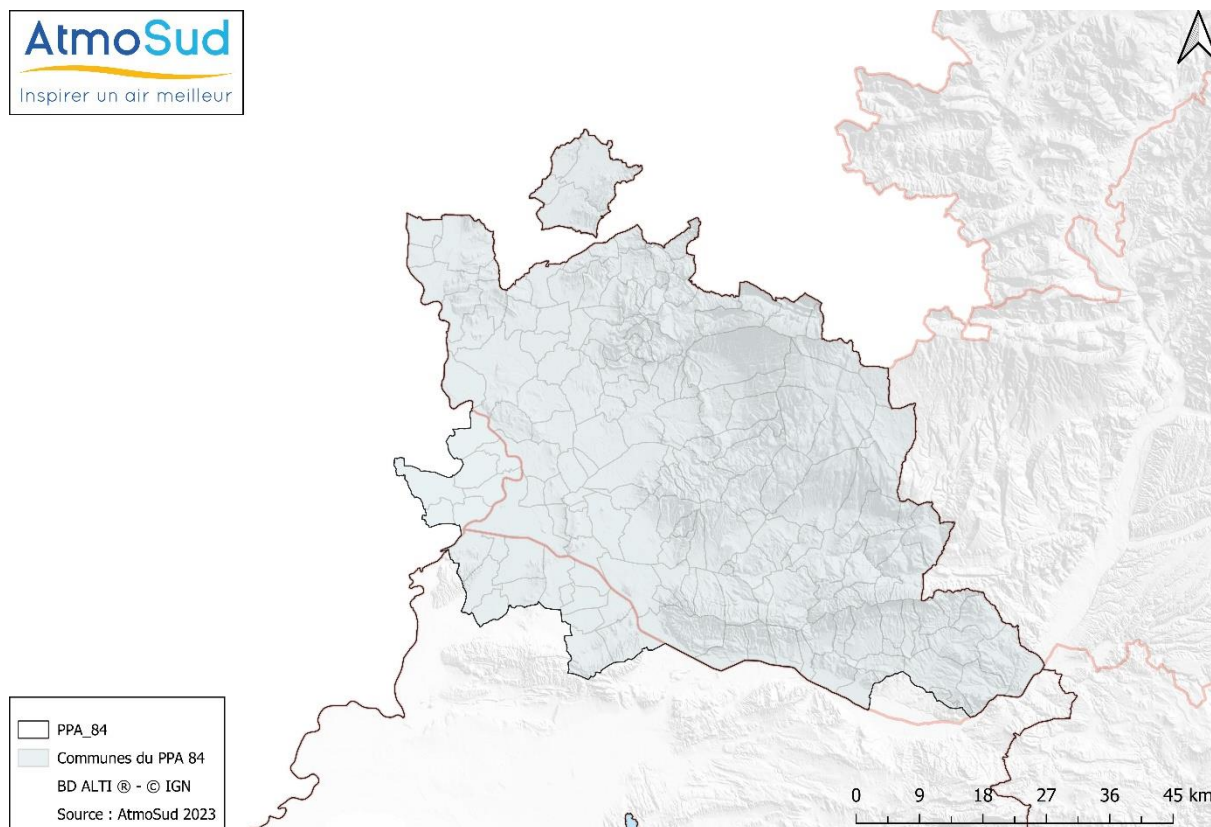 AtmoSud
Inspirer un air meilleur
PPA_84
Communes du PPA 84
BD ALTI ® - © IGN
Source : AtmoSud 2023
0 9 18 27 36 45 km